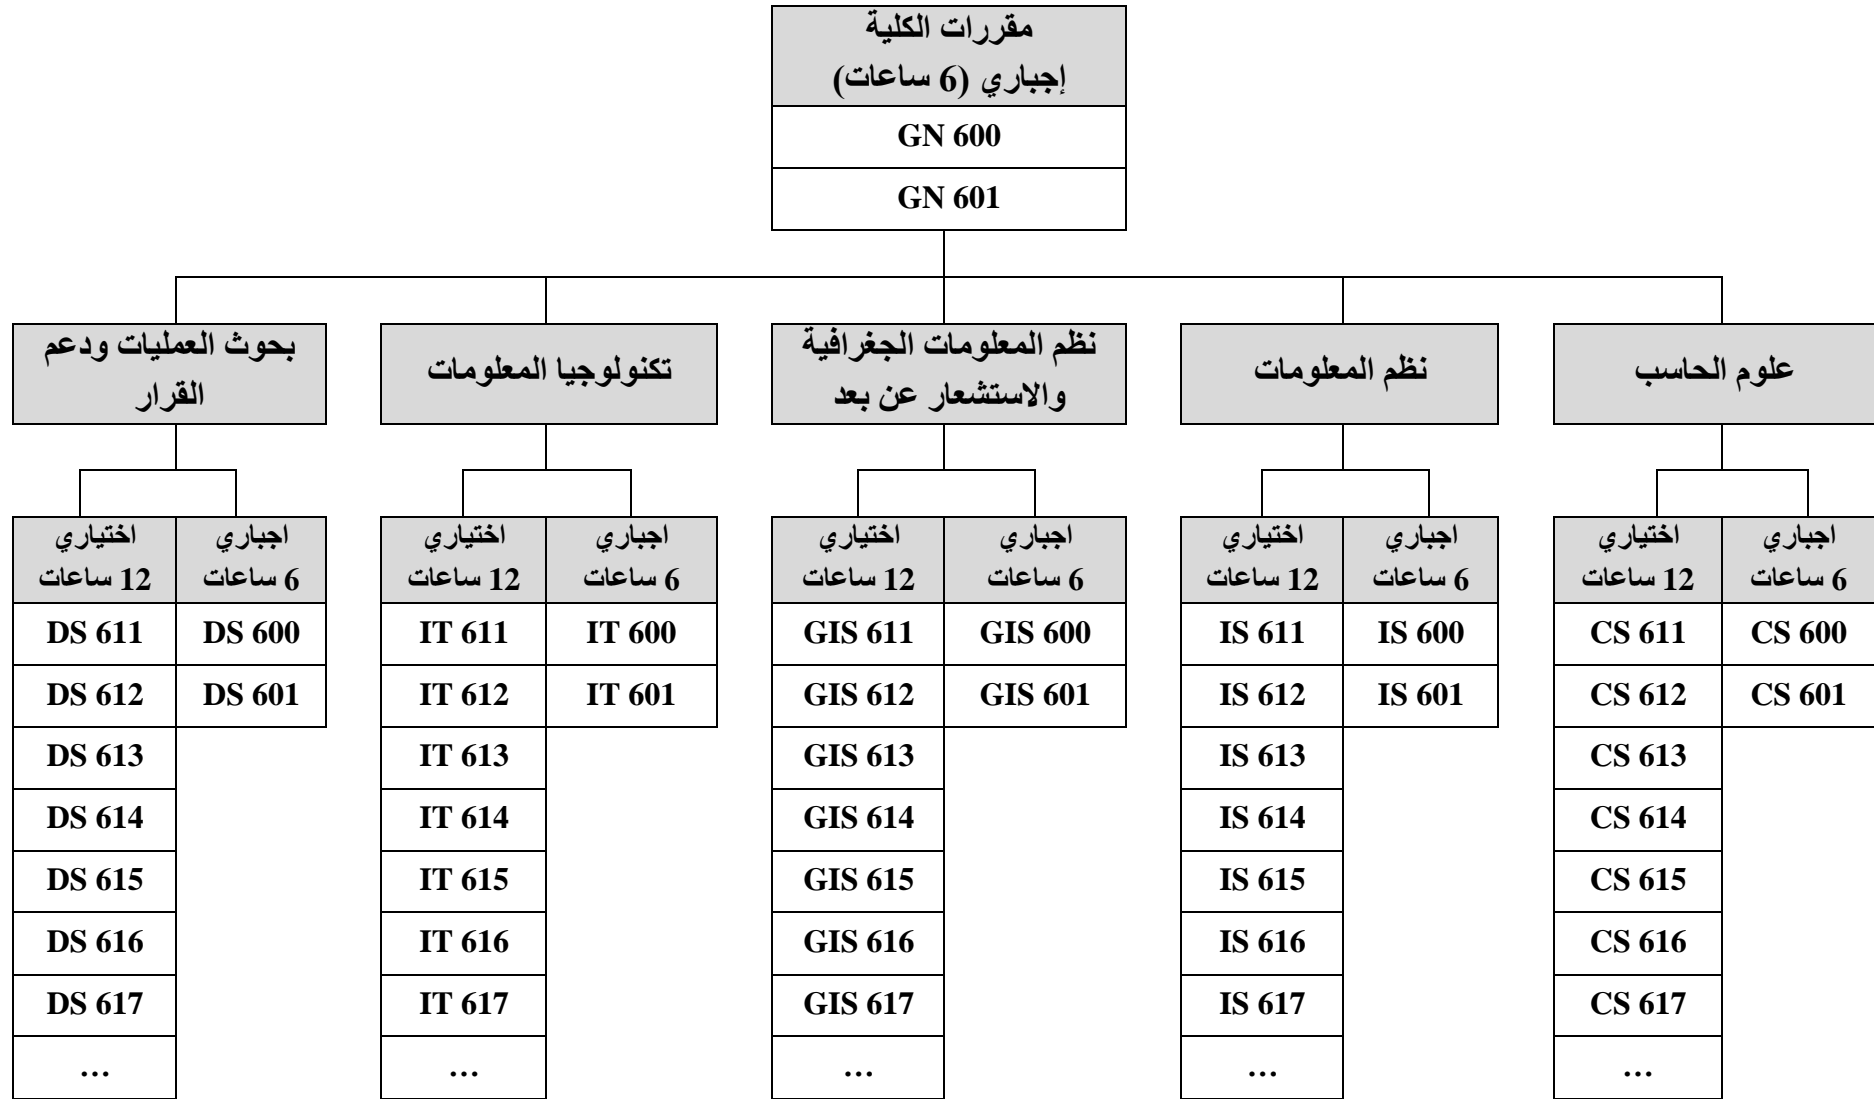 مقررات الكلية
إجباري (6 ساعات)
GN 600
GN 601
علوم الحاسب
نظم المعلومات
نظم المعلومات الجغرافية
والاستشعار عن بعد
تكنولوجيا المعلومات
بحوث العمليات ودعم
القرار
اجباري
6 ساعات
CS 600
CS 601
اختياري
12 ساعات
CS 611
CS 612
CS 613
CS 614
CS 615
CS 616
CS 617
...
اجباري
6 ساعات
IS 600
IS 601
اختياري
12 ساعات
IS 611
IS 612
IS 613
IS 614
IS 615
IS 616
IS 617
...
اجباري
6 ساعات
GIS 600
GIS 601
اختياري
12 ساعات
GIS 611
GIS 612
GIS 613
GIS 614
GIS 615
GIS 616
GIS 617
...
اجباري
6 ساعات
IT 600
IT 601
اختياري
12 ساعات
IT 611
IT 612
IT 613
IT 614
IT 615
IT 616
IT 617
...
اجباري
6 ساعات
DS 600
DS 601
اختياري
12 ساعات
DS 611
DS 612
DS 613
DS 614
DS 615
DS 616
DS 617
...